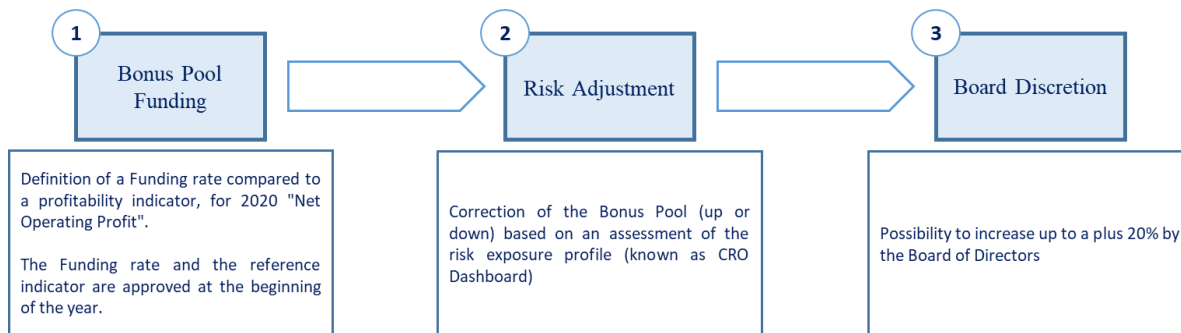 1
Bonus Pool
Funding
2
Risk Adjustment
3
Board Discretion
Definition of a Funding rate compared to
a profitability indicator, for 2020 "Net
Operating Profit".
The Funding rate and the reference
indicator are approved at the beginning
of the year.
Correction of the Bonus Pool (up or
down) based on an assessment of the
risk exposure profile (known as CRO
Dashboard)
Possibility to increase up to a plus 20% by
the Board of Directors